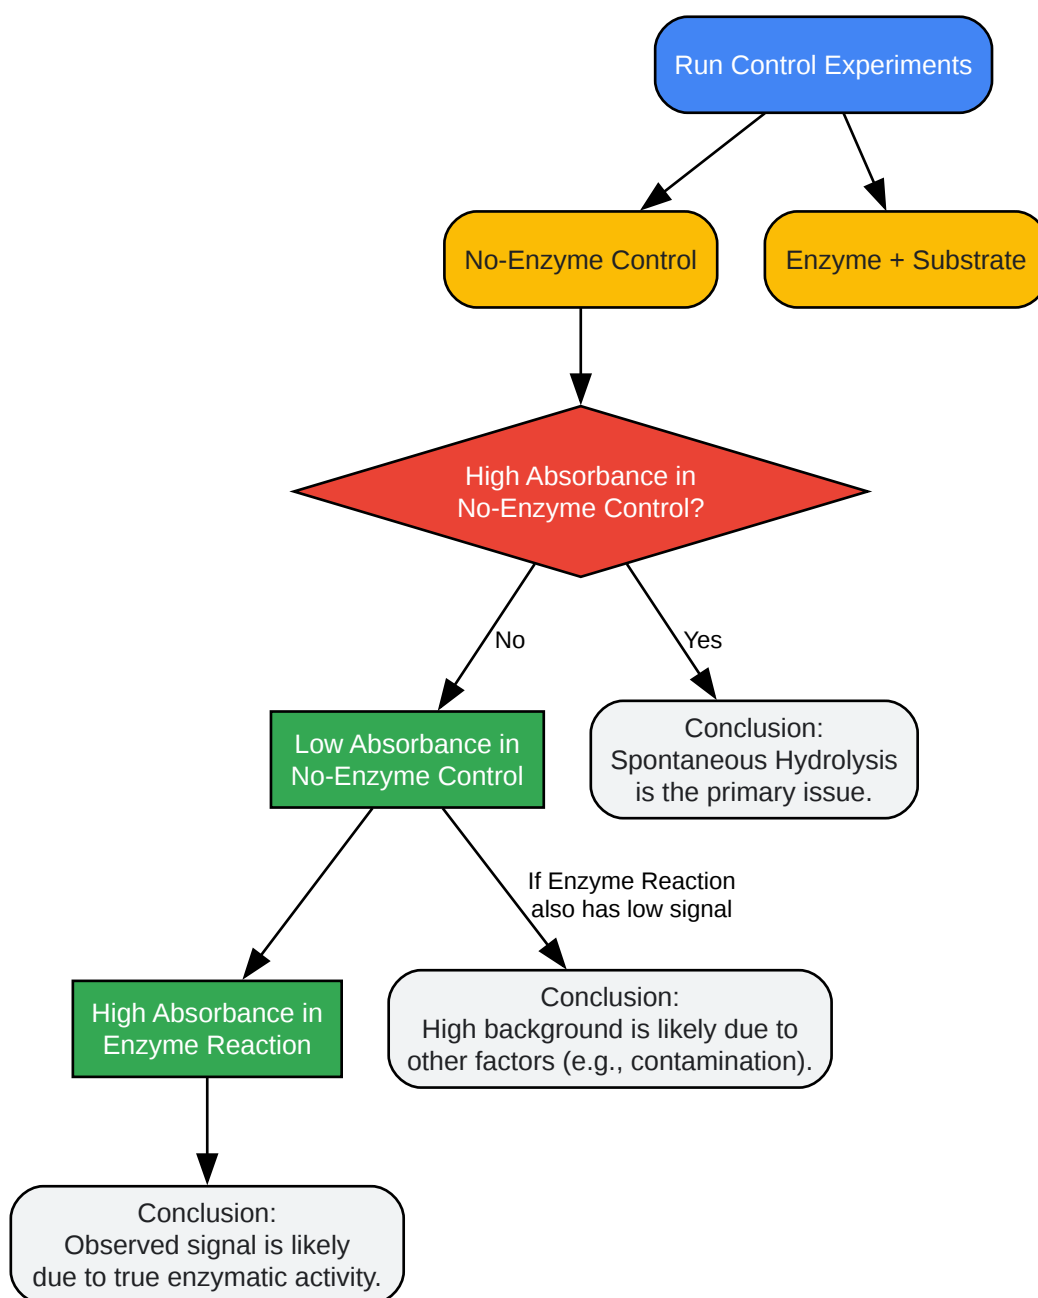 Run Control Experiments
No-Enzyme Control
Enzyme + Substrate
High Absorbance in
No-Enzyme Control?
No
Yes
Low Absorbance in
No-Enzyme Control
Conclusion:
Spontaneous Hydrolysis
is the primary issue.
If Enzyme Reaction
also has low signal
High Absorbance in
Enzyme Reaction
Conclusion:
High background is likely due to
other factors (e.g., contamination).
Conclusion:
Observed signal is likely
due to true enzymatic activity.